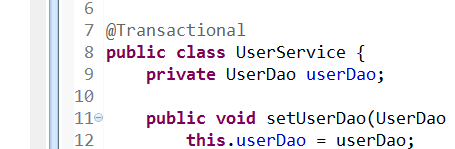 6
7 @Transactional
8 public class UserService {
9     private UserDao userDao;
10
11     public void setUserDao(UserDao
12         this.userDao = userDao;